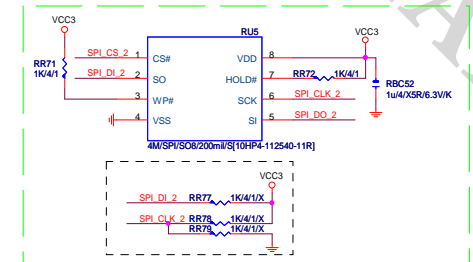 VCC3
RU5
VCC3
RR71
1K/4/1
SPI_CS_2 1 CS# VDD 8
SPI_DI_2 2 SO HOLD# 7 RR72 1K/4/1
3 WP# SCK 6 SPI_CLK_2
4 VSS SI 5 SPI_DO_2
RBC52
1u/4/X5R/6.3V/K
4M/SPI/SO8/200mil/S[10HP4-112540-11R]
VCC3
SPI_DI_2 RR77 1K/4/1/X
SPI_CLK_2 RR78 1K/4/1/X
RR79 1K/4/1/X